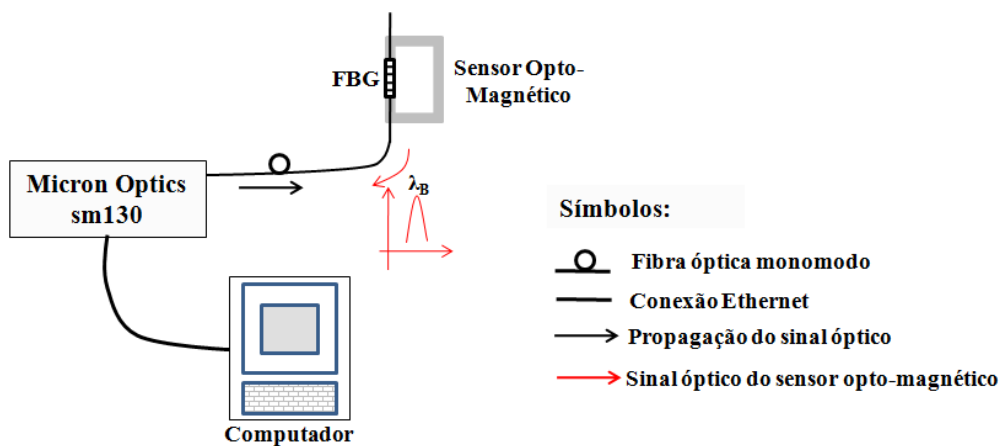 FBG
Sensor Opto-
Magnético
Micron Optics
sm130
λB
Computador
Símbolos:
Fibra óptica monomodo
Conexão Ethernet
Propagação do sinal óptico
Sinal óptico do sensor opto-magnético